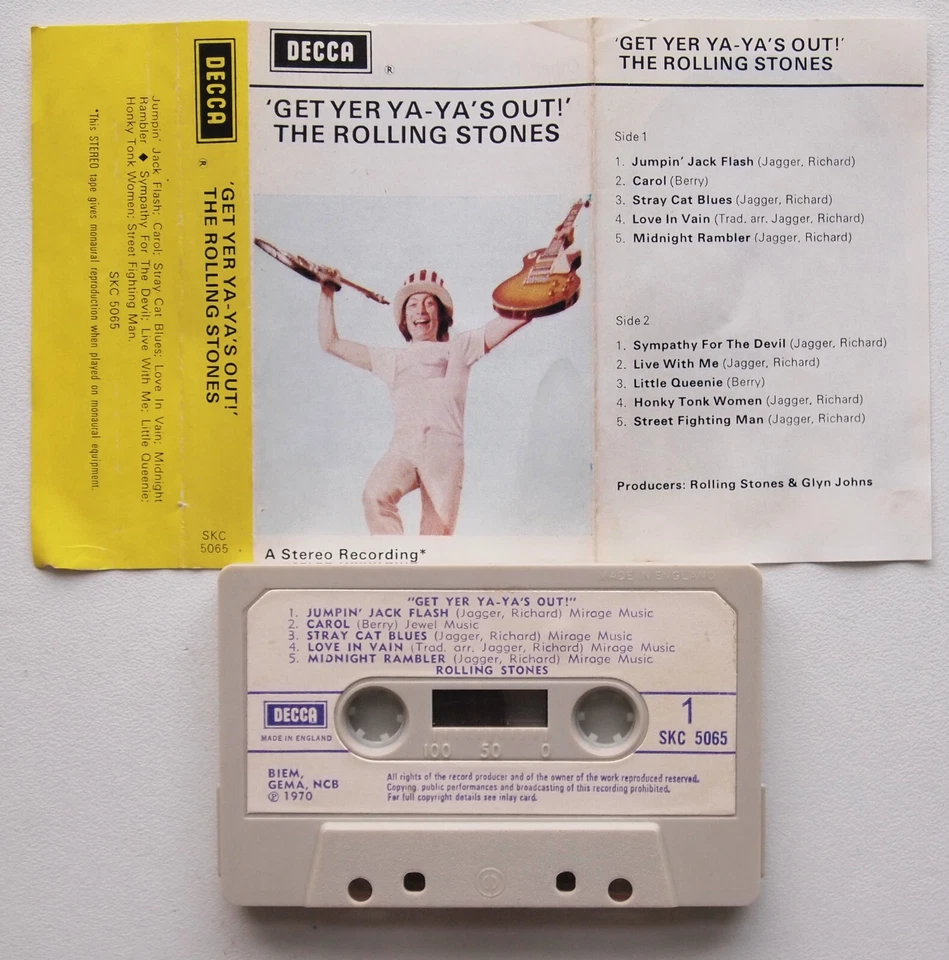 DECCA
®
'GET YER YA-YA'S OUT!'
THE ROLLING STONES
Jumpin' Jack Flash; Carol; Stray Cat Blues; Love In Vain; Midnight
Rambler ◆ Sympathy For The Devil; Live With Me; Little Queenie;
Honky Tonk Women; Street Fighting Man.
SKC 5065
*This STEREO tape gives monaural reproduction when played on monaural equipment.
SKC
5065
DECCA
®
'GET YER YA-YA'S OUT!'
THE ROLLING STONES
A Stereo Recording*
'GET YER YA-YA'S OUT!'
THE ROLLING STONES
Side 1
1. Jumpin' Jack Flash (Jagger, Richard)
2. Carol (Berry)
3. Stray Cat Blues (Jagger, Richard)
4. Love In Vain (Trad. arr. Jagger, Richard)
5. Midnight Rambler (Jagger, Richard)
Side 2
1. Sympathy For The Devil (Jagger, Richard)
2. Live With Me (Jagger, Richard)
3. Little Queenie (Berry)
4. Honky Tonk Women (Jagger, Richard)
5. Street Fighting Man (Jagger, Richard)
Producers: Rolling Stones & Glyn Johns
MADE IN ENGLAND
"GET YER YA-YA'S OUT!"
1. JUMPIN' JACK FLASH (Jagger, Richard) Mirage Music
2. CAROL (Berry) Jewel Music
3. STRAY CAT BLUES (Jagger, Richard) Mirage Music
4. LOVE IN VAIN (Trad. arr. Jagger, Richard) Mirage Music
5. MIDNIGHT RAMBLER (Jagger, Richard) Mirage Music
ROLLING STONES
DECCA
MADE IN ENGLAND
100 50 0
1
SKC 5065
BIEM,
GEMA, NCB
℗ 1970
All rights of the record producer and of the owner of the work reproduced reserved.
Copying, public performances and broadcasting of this recording prohibited.
For full copyright details see inlay card.